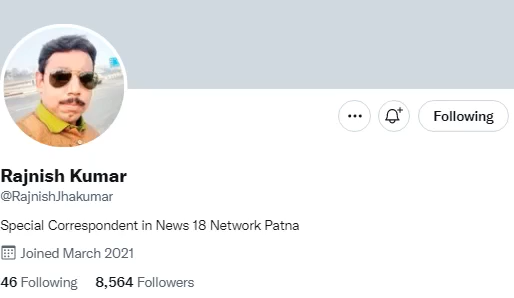 Following
Rajnish Kumar
@RajnishJhakumar
Special Correspondent in News 18 Network Patna
Joined March 2021
46 Following 8,564 Followers